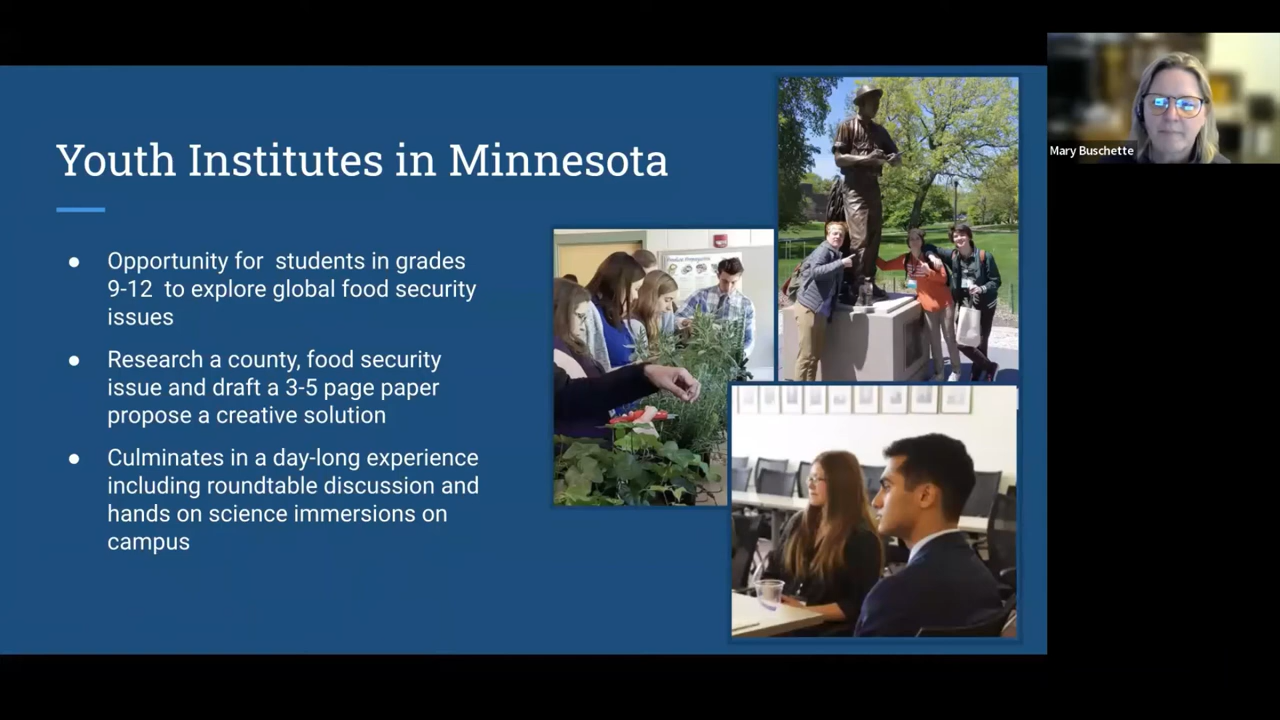 Youth Institutes in Minnesota
● Opportunity for students in grades
9-12 to explore global food security
issues
● Research a county, food security
issue and draft a 3-5 page paper
propose a creative solution
● Culminates in a day-long experience
including roundtable discussion and
hands on science immersions on
campus
Mary Buschette